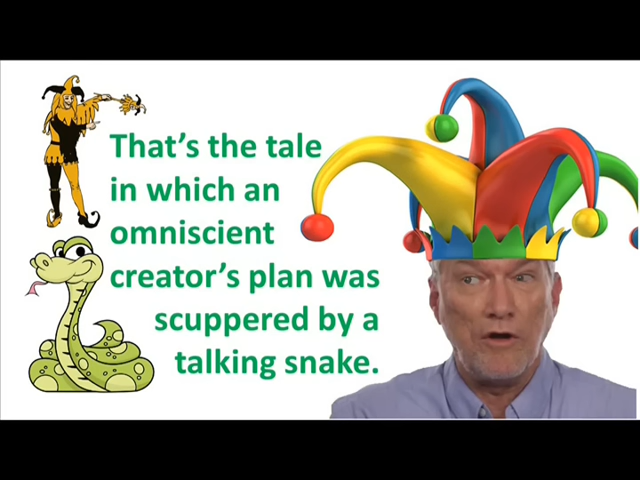 That’s the tale
in which an
omniscient
creator’s plan was
scuppered by a
talking snake.